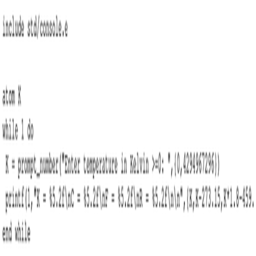 include std/console.e
atom K
while 1 do
K = prompt_number("Enter temperature in Kelvin >=0: ",{0,4294967296})
printf(1,"K = %5.2f\nC = %5.2f\nF = %5.2f\nR = %5.2f\n\n",{K,K-273.15,K*1.8-459.
end while